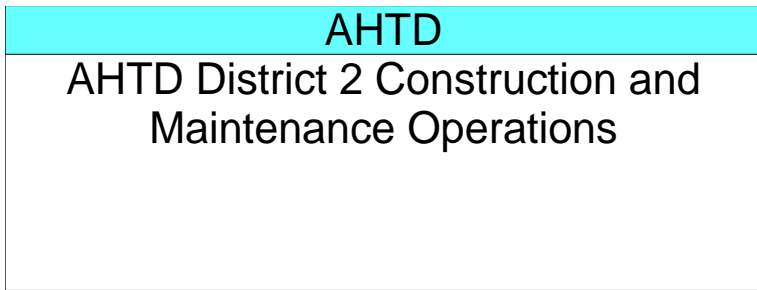 AHTD
AHTD District 2 Construction and
Maintenance Operations